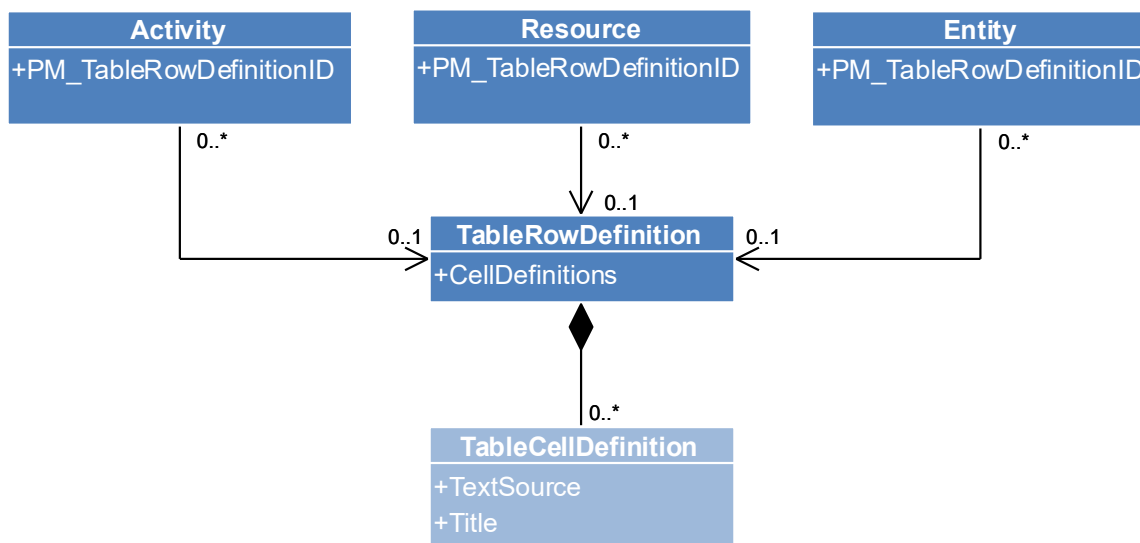 Activity
+PM_TableRowDefinitionID
0..*
Resource
+PM_TableRowDefinitionID
0..*
Entity
+PM_TableRowDefinitionID
0..*
0..1
0..1
0..1
TableRowDefinition
+CellDefinitions
0..*
TableCellDefinition
+TextSource
+Title